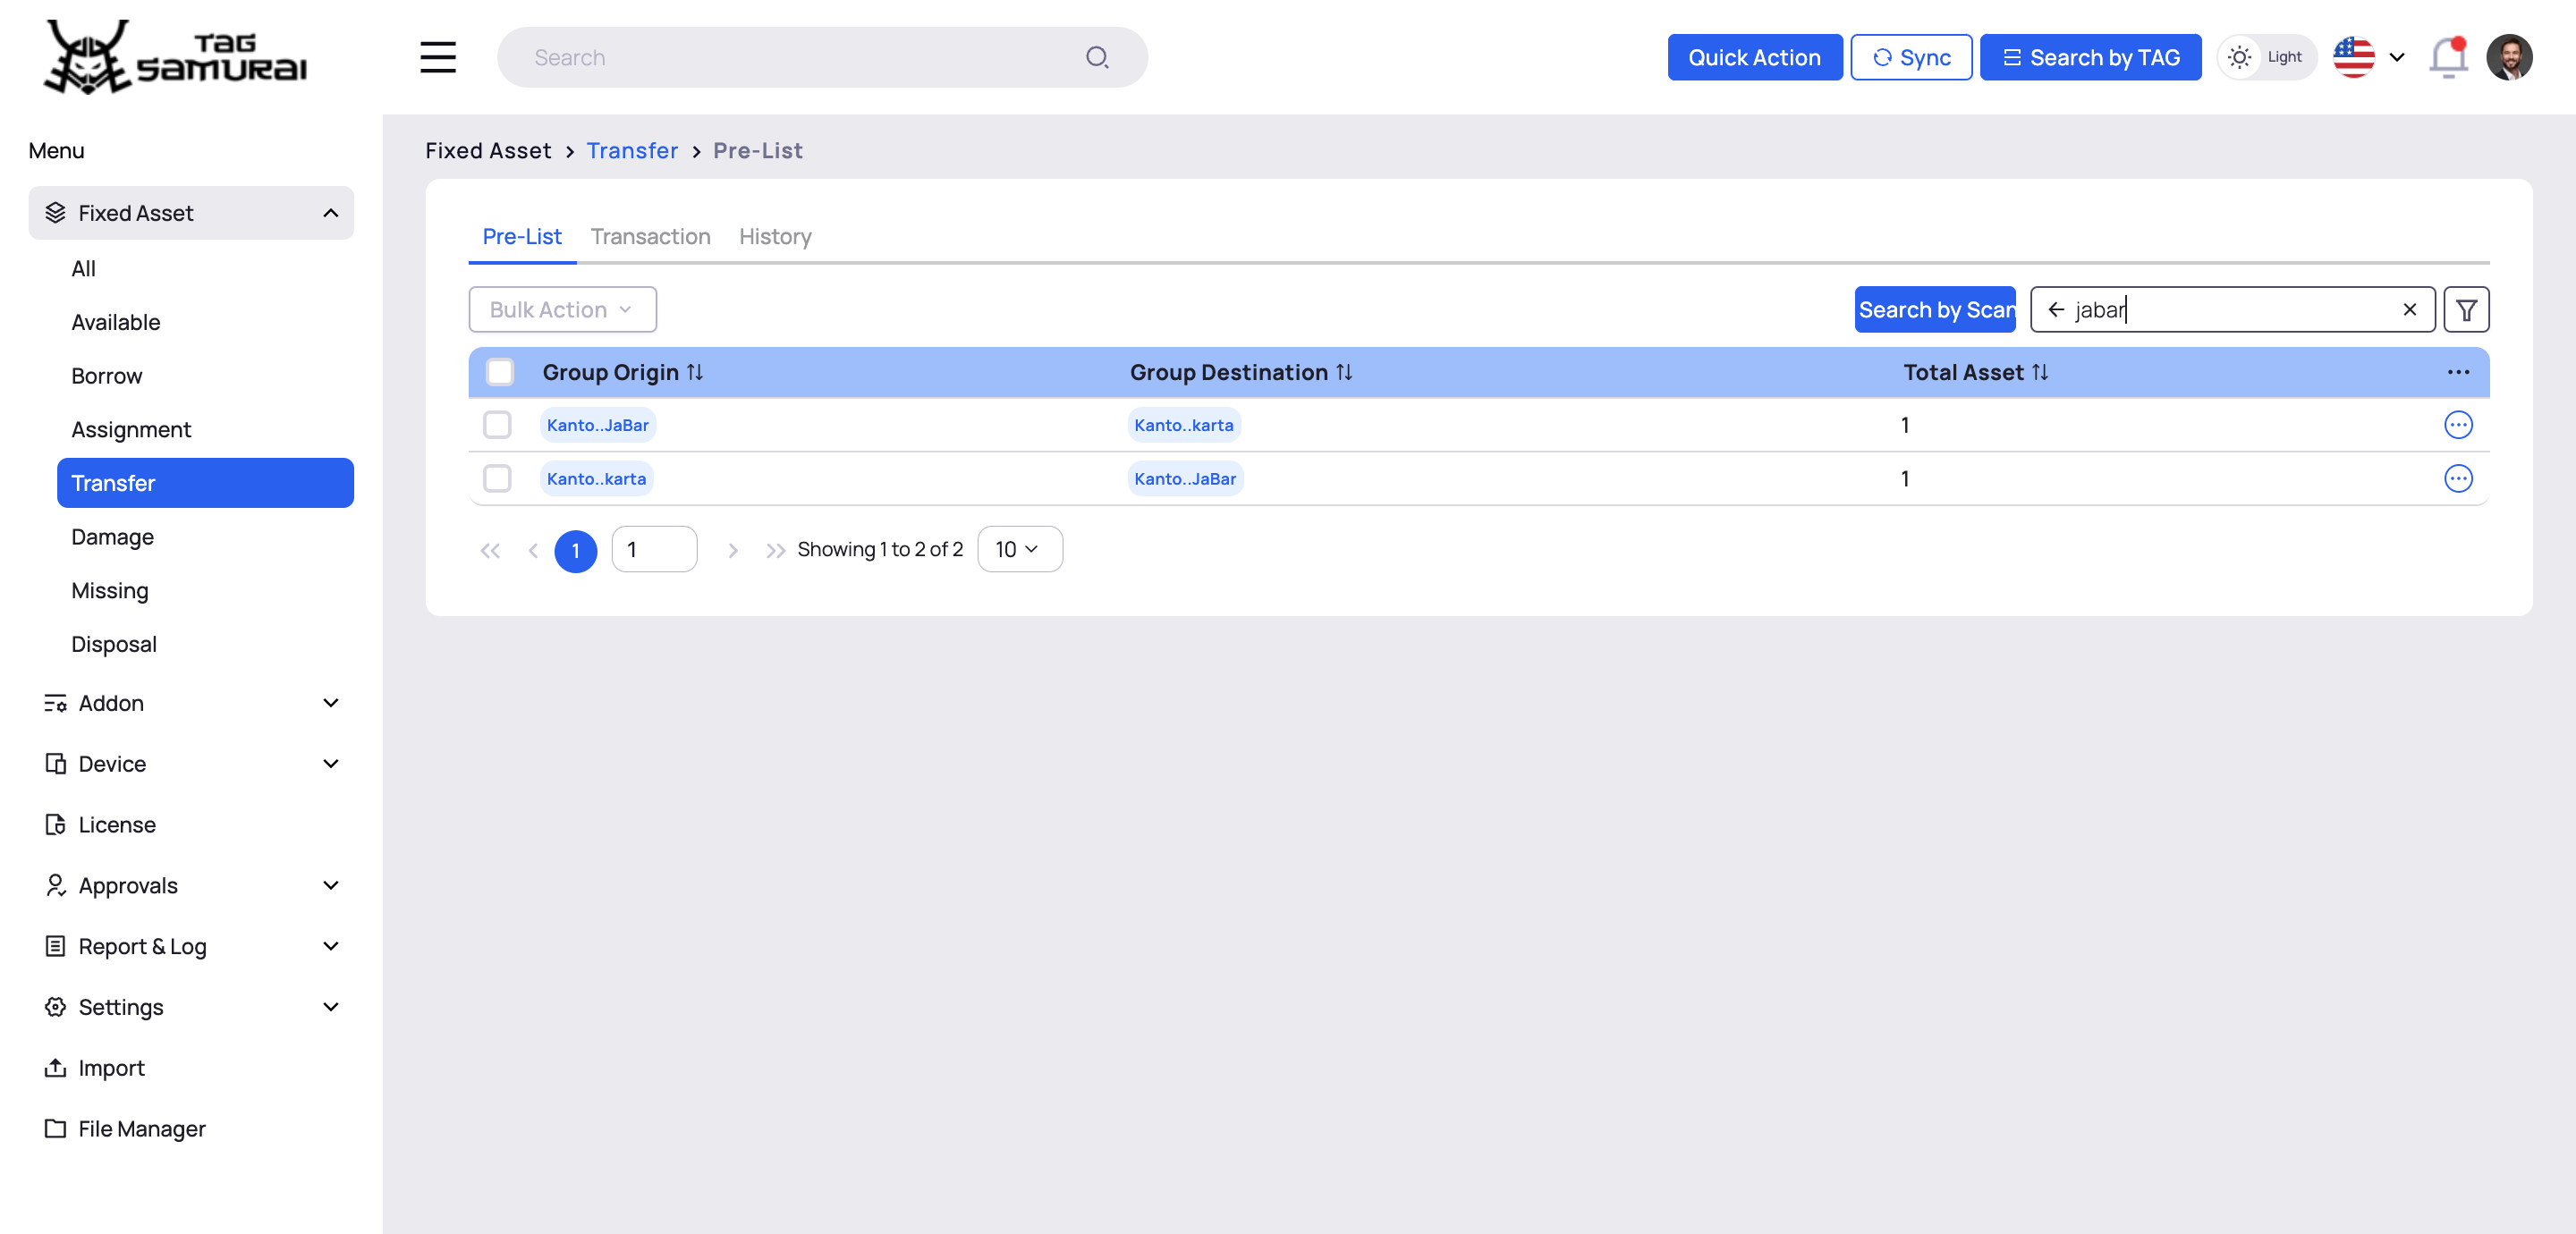 TAG SAMURAI
Search
Quick Action
Sync
Search by TAG
Light
Menu
Fixed Asset
All
Available
Borrow
Assignment
Transfer
Damage
Missing
Disposal
Addon
Device
License
Approvals
Report & Log
Settings
Import
File Manager
Fixed Asset > Transfer > Pre-List
Pre-List Transaction History
Bulk Action
Search by Scan
jabar
Group Origin Group Destination Total Asset
Kanto..JaBar Kanto..karta 1
Kanto..karta Kanto..JaBar 1
1 1 Showing 1 to 2 of 2 10